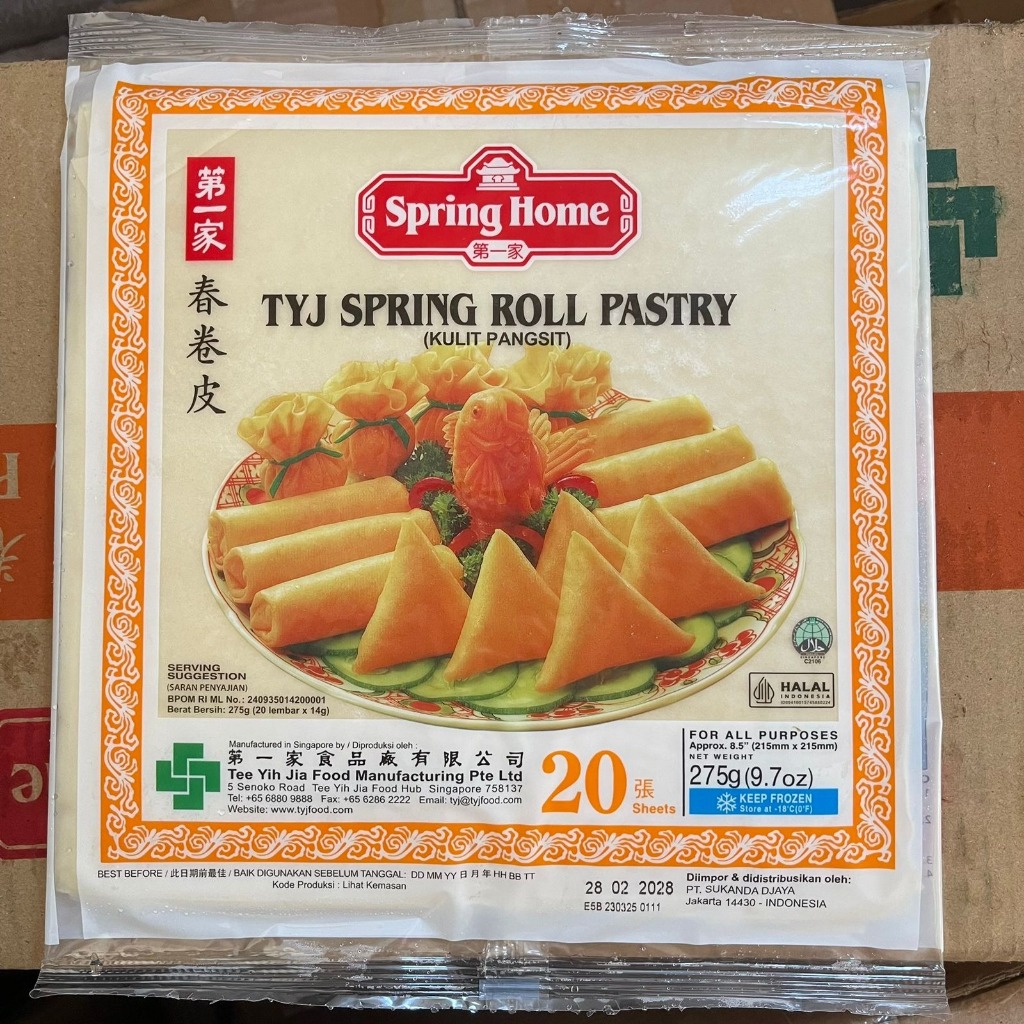 第一家
春卷皮
Spring Home
第一家
TYJ SPRING ROLL PASTRY
(KULIT PANGSIT)
SERVING
SUGGESTION
(SARAN PENYAJIAN)
BPOM RI ML No.: 240935014200001
Berat Bersih: 275g (20 lembar x 14g)
SINGAPORE
C2106
HALAL
INDONESIA
Manufactured in Singapore by / Diproduksi oleh :
第一家食品廠有限公司
Tee Yih Jia Food Manufacturing Pte Ltd
5 Senoko Road Tee Yih Jia Food Hub Singapore 758137
Tel: +65 6880 9888 Fax: +65 6286 2222 Email: tyj@tyjfood.com
Website: www.tyjfood.com
20 張
Sheets
FOR ALL PURPOSES
Approx. 8.5" (215mm x 215mm)
NET WEIGHT
275g(9.7oz)
KEEP FROZEN
Store at -18°C(0°F)
BEST BEFORE / 此日期前最佳 / BAIK DIGUNAKAN SEBELUM TANGGAL: DD MM YY 日 月 年 HH BB TT
Kode Produksi : Lihat Kemasan
28 02 2028
E5B 230325 0111
Diimpor & didistribusikan oleh:
PT. SUKANDA DJAYA
Jakarta 14430 - INDONESIA